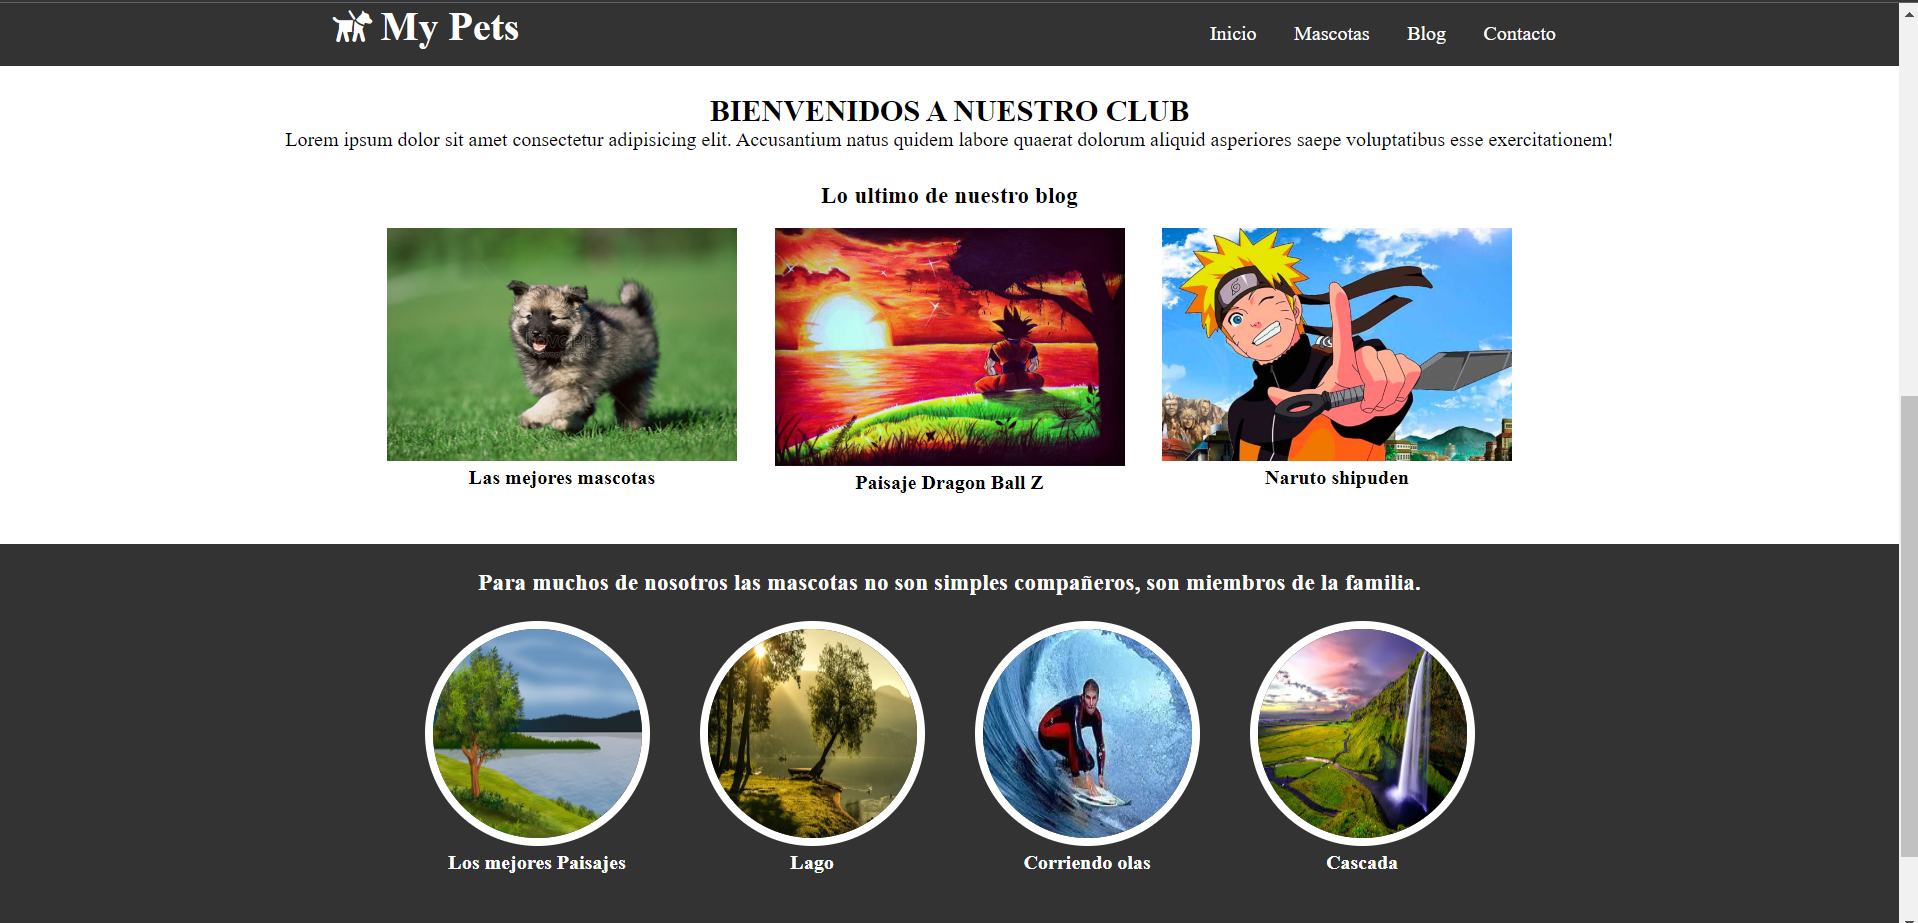 My Pets
Inicio Mascotas Blog Contacto
BIENVENIDOS A NUESTRO CLUB
Lorem ipsum dolor sit amet consectetur adipisicing elit. Accusantium natus quidem labore quaerat dolorum aliquid asperiores saepe voluptatibus esse exercitationem!
Lo ultimo de nuestro blog
Las mejores mascotas
Paisaje Dragon Ball Z
Naruto shipuden
Para muchos de nosotros las mascotas no son simples compañeros, son miembros de la familia.
Los mejores Paisajes
Lago
Corriendo olas
Cascada